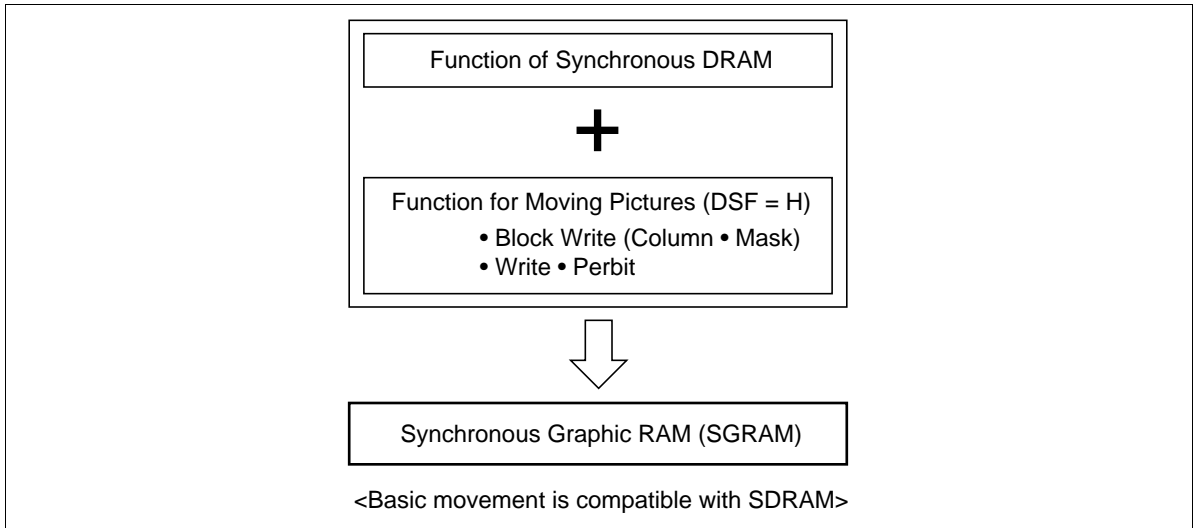 Function of Synchronous DRAM
+
Function for Moving Pictures (DSF = H)
• Block Write (Column • Mask)
• Write • Perbit
Synchronous Graphic RAM (SGRAM)
<Basic movement is compatible with SDRAM>